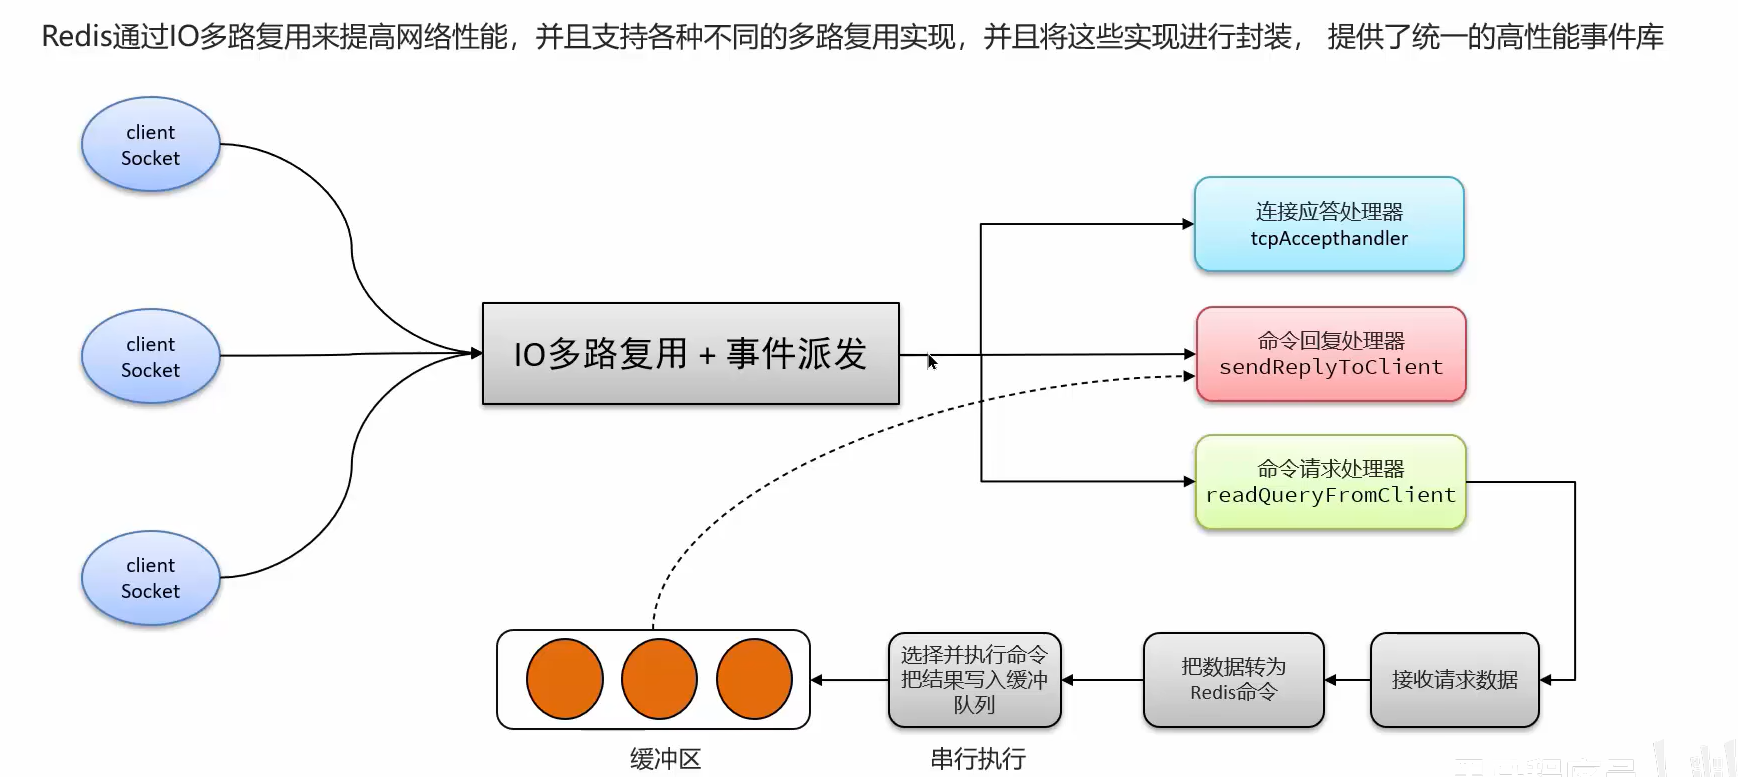 Redis通过IO多路复用来提高网络性能，并且支持各种不同的多路复用实现，并且将这些实现进行封装， 提供了统一的高性能事件库
client
Socket
client
Socket
client
Socket
IO多路复用 + 事件派发
连接应答处理器
tcpAccepthandler
命令回复处理器
sendReplyToClient
命令请求处理器
readQueryFromClient
接收请求数据
把数据转为
Redis命令
选择并执行命令
把结果写入缓冲
队列
串行执行
缓冲区